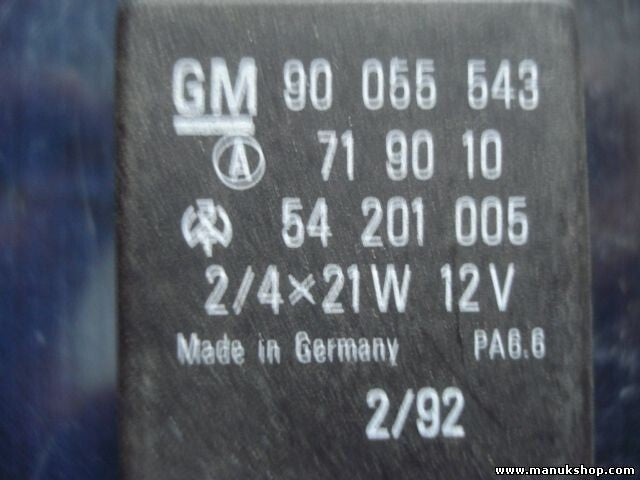 GM 90 055 543
A 71 90 10
54 201 005
2/4×21W 12V
Made in Germany PA6.6
2/92
www.manukshop.com